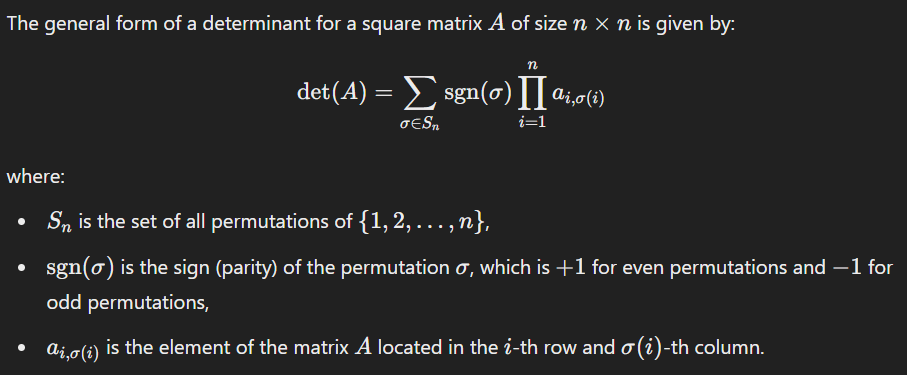 The general form of a determinant for a square matrix A of size n × n is given by:
det(A) = ∑_{σ∈S_n} sgn(σ) ∏_{i=1}^{n} a_{i,σ(i)}
where:
• S_n is the set of all permutations of {1, 2, . . . , n},
• sgn(σ) is the sign (parity) of the permutation σ, which is +1 for even permutations and −1 for
odd permutations,
• a_{i,σ(i)} is the element of the matrix A located in the i-th row and σ(i)-th column.